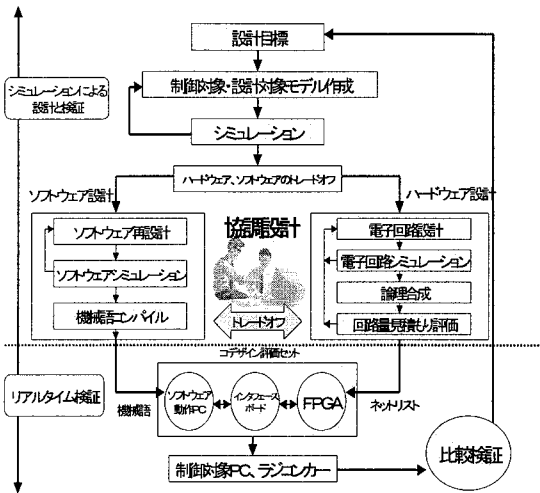 設計目標
制御対象・設計対象モデル作成
シミュレーションによる
設計と検証
シミュレーション
ハードウェア、ソフトウェアのトレードオフ
ソフトウェア設計
ハードウェア設計
ソフトウェア再設計
ソフトウェアシミュレーション
機械語コンパイル
協調設計
トレードオフ
電子回路設計
電子回路シミュレーション
論理合成
回路量見積もり評価
コデザイン評価セット
リアルタイム検証
機械語
ソフトウェア
動作PC
インタフェース
ボード
FPGA
ネットリスト
制御対象PC、ラジコンカー
比較検証